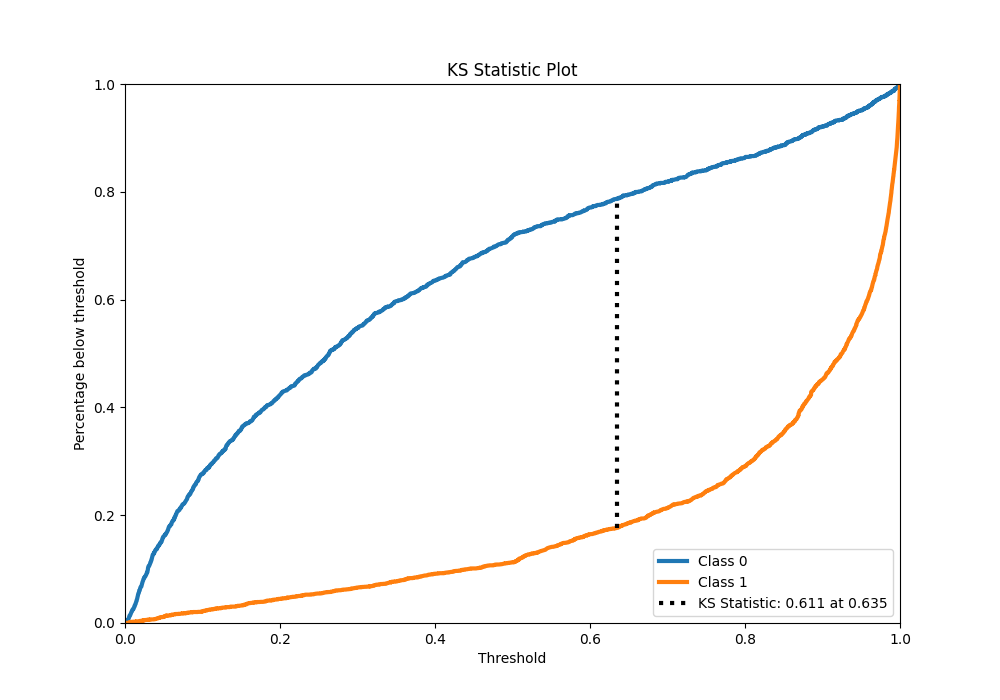 KS Statistic Plot
1.0
0.8
0.6
0.4
0.2
0.0
Percentage below threshold
0.0 0.2 0.4 0.6 0.8 1.0
Threshold
Class 0
Class 1
KS Statistic: 0.611 at 0.635